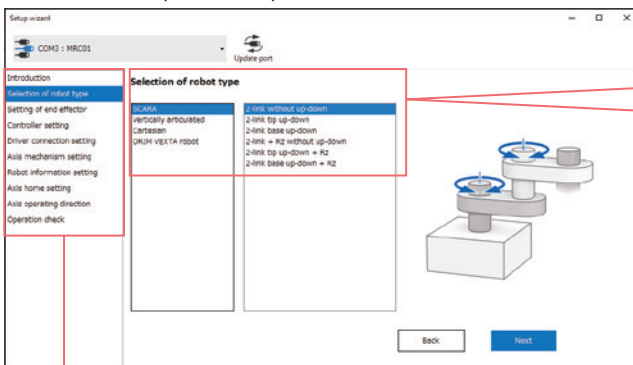 Setup wizard
COM3 : MRC01
Update port
Introduction
Selection of robot type
Setting of end effector
Controller setting
Driver connection setting
Axis mechanism setting
Robot information setting
Axis home setting
Axis operating direction
Operation check
Selection of robot type
SCARA
Vertically articulated
Cartesian
ORIM VEXTA robot
2-link without up-down
2-link tip up-down
2-link base up-down
2-link + Rz without up-down
2-link tip up-down + Rz
2-link base up-down + Rz
Back
Next